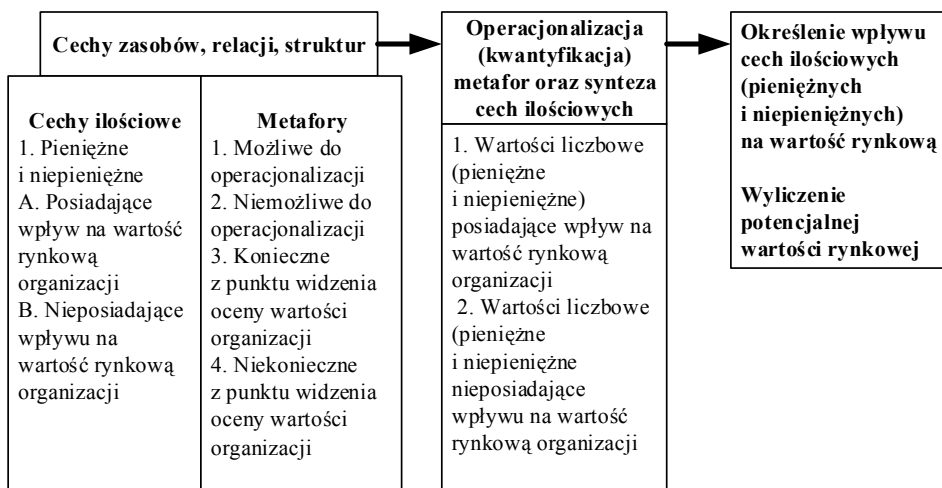 Cechy zasobów, relacji, struktur
Cechy ilościowe
1. Pieniężne
i niepieniężne
A. Posiadające
wpływ na wartość
rynkową
organizacji
B. Nieposiadające
wpływu na
wartość rynkową
organizacji
Metafory
1. Możliwe do
operacjonalizacji
2. Niemożliwe do
operacjonalizacji
3. Konieczne
z punktu widzenia
oceny wartości
organizacji
4. Niekonieczne
z punktu widzenia
oceny wartości
organizacji
Operacjonalizacja
(kwantyfikacja)
metafor oraz synteza
cech ilościowych
1. Wartości liczbowe
(pieniężne
i niepieniężne)
posiadające wpływ na
wartość rynkową
organizacji
2. Wartości liczbowe
(pieniężne
i niepieniężne
nieposiadające
wpływu na wartość
rynkową organizacji
Określenie wpływu
cech ilościowych
(pieniężnych
i niepieniężnych)
na wartość rynkową
Wyliczenie
potencjalnej
wartości rynkowej